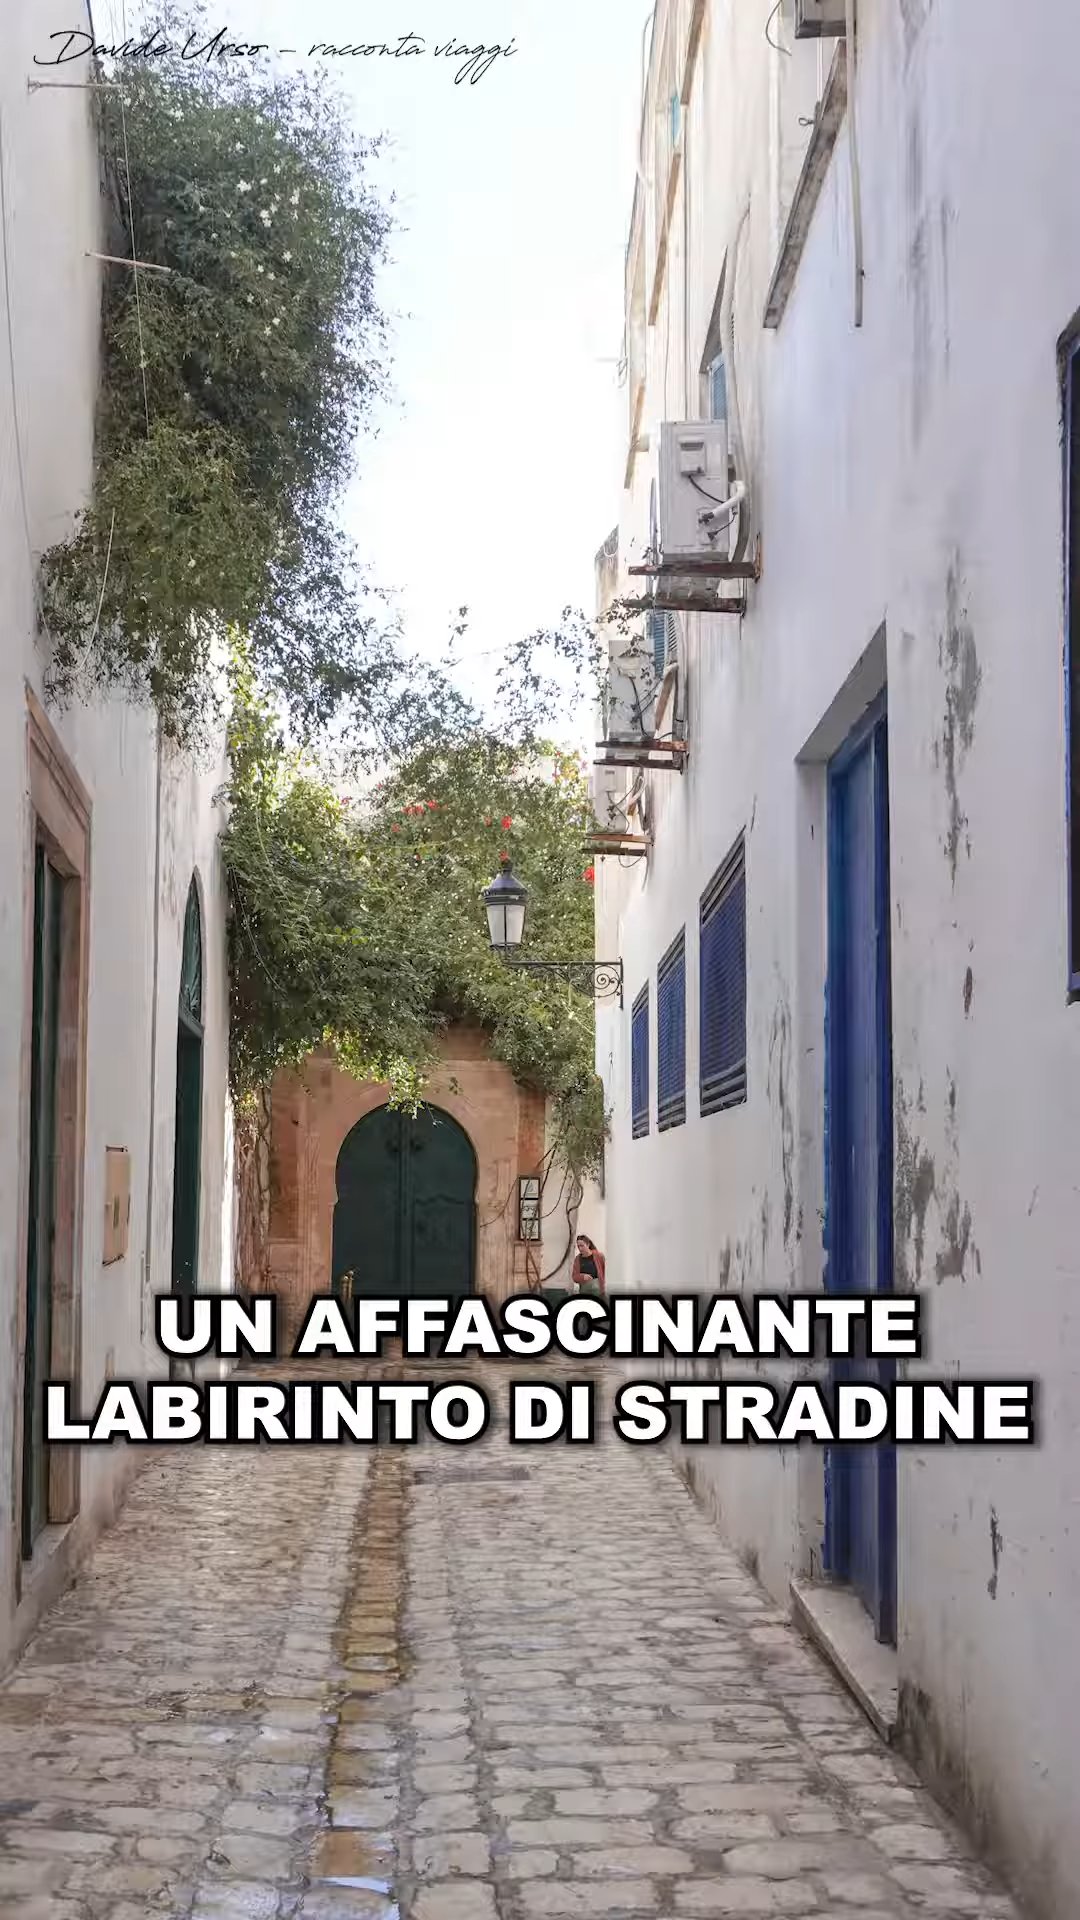 Davide Urso – racconta viaggi
UN AFFASCINANTE
LABIRINTO DI STRADINE